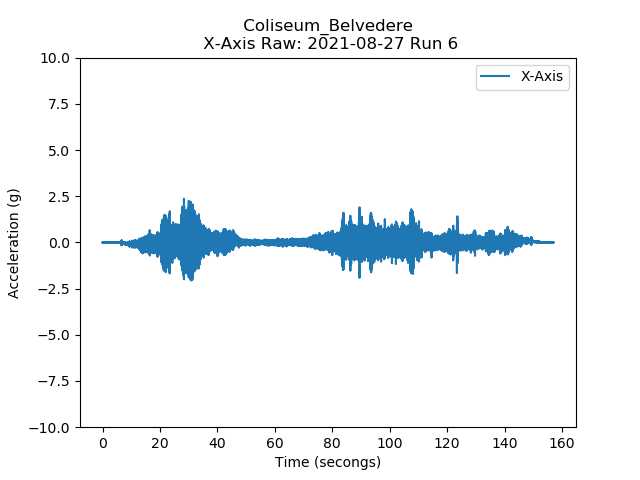 Coliseum_Belvedere
X-Axis Raw: 2021-08-27 Run 6
X-Axis
10.0
7.5
5.0
2.5
0.0
−2.5
−5.0
−7.5
−10.0
Acceleration (g)
0 20 40 60 80 100 120 140 160
Time (secongs)